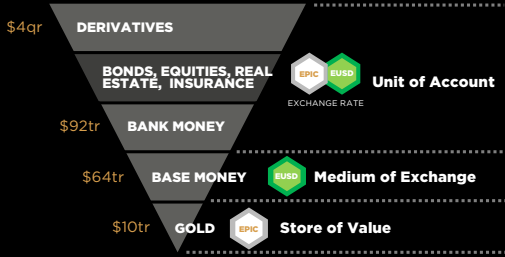 $4qr DERIVATIVES
BONDS, EQUITIES, REAL
ESTATE, INSURANCE
EPIC EUSD Unit of Account
EXCHANGE RATE
$92tr BANK MONEY
$64tr BASE MONEY EUSD Medium of Exchange
$10tr GOLD EPIC Store of Value